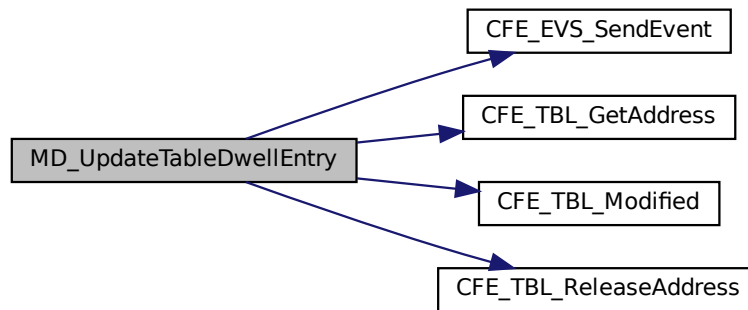 CFE_EVS_SendEvent
CFE_TBL_GetAddress
MD_UpdateTableDwellEntry
CFE_TBL_Modified
CFE_TBL_ReleaseAddress